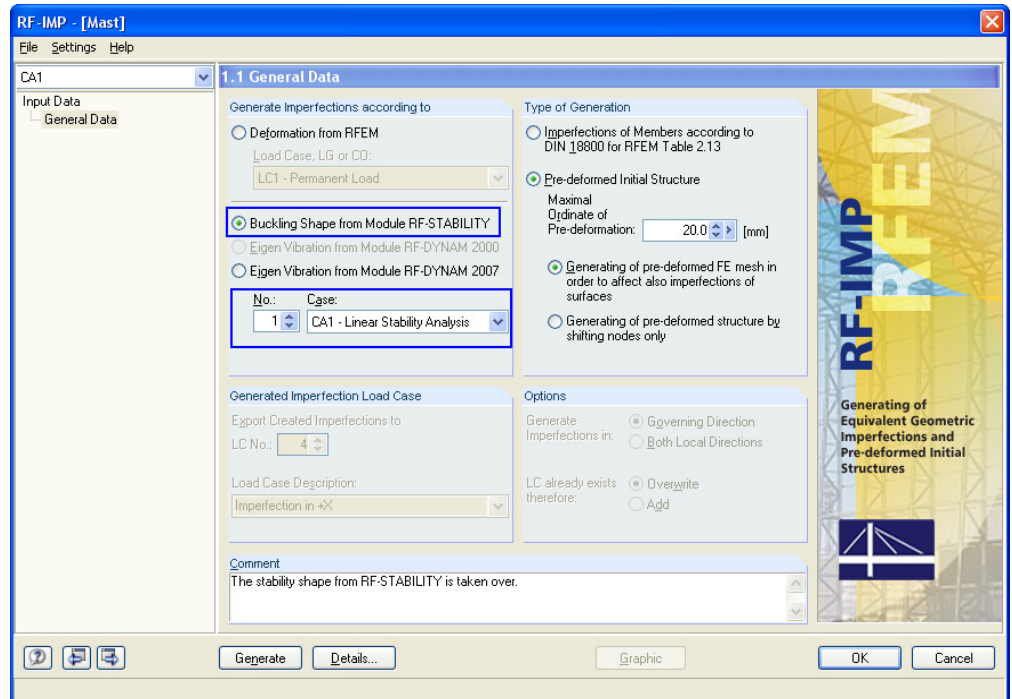 RF-IMP - [Mast]
File Settings Help
CA1
1.1 General Data
Input Data
General Data
Generate Imperfections according to
Deformation from RFEM
Load Case, LG or CO:
LC1 - Permanent Load
Buckling Shape from Module RF-STABILITY
Eigen Vibration from Module RF-DYNAM 2000
Eigen Vibration from Module RF-DYNAM 2007
No.: Case:
1 CA1 - Linear Stability Analysis
Type of Generation
Imperfections of Members according to
DIN 18800 for RFEM Table 2.13
Pre-deformed Initial Structure
Maximal
Ordinate of
Pre-deformation: 20.0 [mm]
Generating of pre-deformed FE mesh in
order to affect also imperfections of
surfaces
Generating of pre-deformed structure by
shifting nodes only
Generated Imperfection Load Case
Export Created Imperfections to
LC No.: 4
Load Case Description:
Imperfection in +X
Options
Generate
Imperfections in:
Governing Direction
Both Local Directions
LC already exists
therefore:
Overwrite
Add
Comment
The stability shape from RF-STABILITY is taken over.
RFEM
RF-IMP
Generating of
Equivalent Geometric
Imperfections and
Pre-deformed Initial
Structures
Generate Details... Graphic OK Cancel